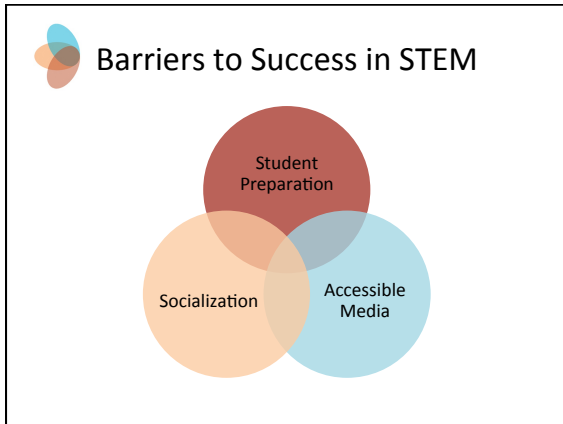 Barriers to Success in STEM
Student
Preparation
Socialization
Accessible
Media